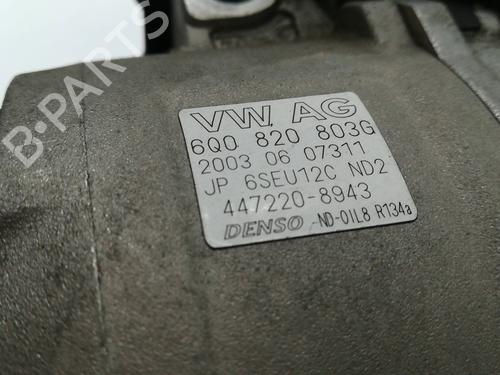 B-PARTS
VW AG
6Q0 820 803G
2003 06 07311
JP 6SEU12C ND2
447220-8943
DENSO ND-OIL8 R134a